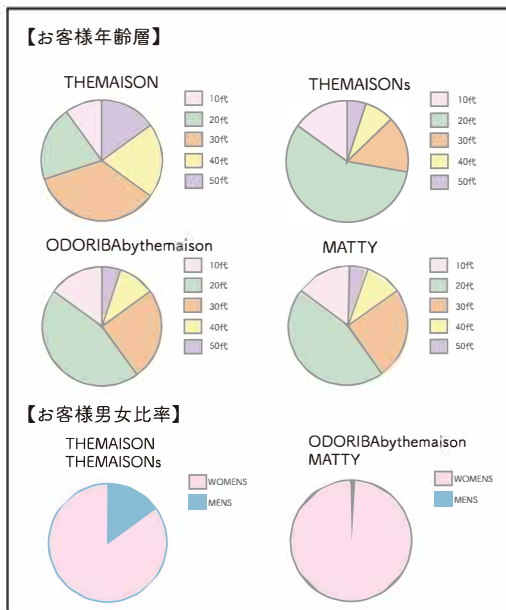 【お客様年齢層】
THEMAISON
10代
20代
30代
40代
50代
THEMAISONs
10代
20代
30代
40代
50代
ODORIBAbythemaison
10代
20代
30代
40代
50代
MATTY
10代
20代
30代
40代
50代
【お客様男女比率】
THEMAISON
THEMAISONs
WOMENS
MENS
ODORIBAbythemaison
MATTY
WOMENS
MENS